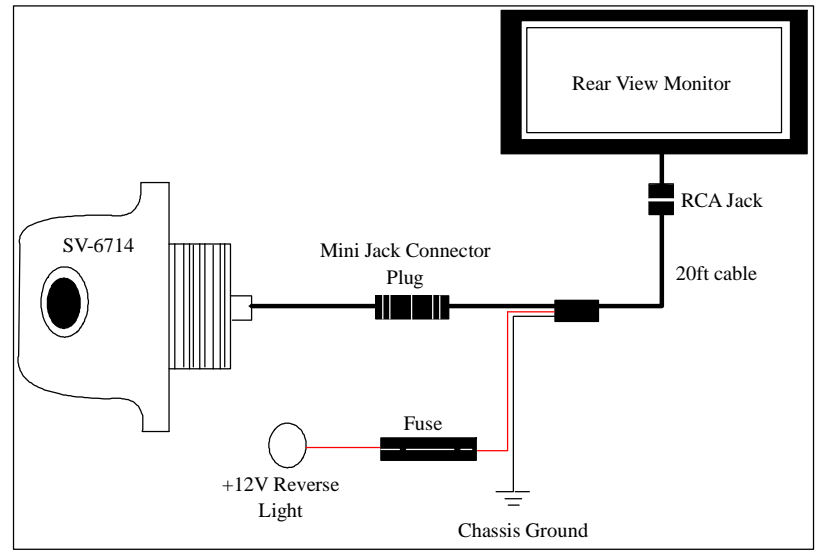 Rear View Monitor
RCA Jack
SV-6714
Mini Jack Connector
Plug
20ft cable
Fuse
+12V Reverse
Light
Chassis Ground